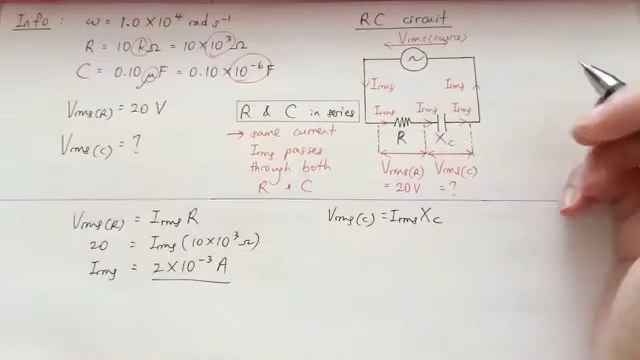 Info : ω = 1.0 × 10⁴ rad s⁻¹
R = 10 kΩ = 10 × 10³ Ω
C = 0.10 μF = 0.10 × 10⁻⁶ F
Vrms(R) = 20 V
Vrms(C) = ?
R & C in series
→ same current
Irms passes
through both
R & C
RC circuit
Vrms(source)
~
Irms
Irms
Irms
Irms
Irms
R
Xc
Vrms(R)
= 20V
Vrms(C)
= ?
Vrms(R) = Irms R
20 = Irms (10×10³ Ω)
Irms = 2 × 10⁻³ A
Vrms(C) = Irms Xc